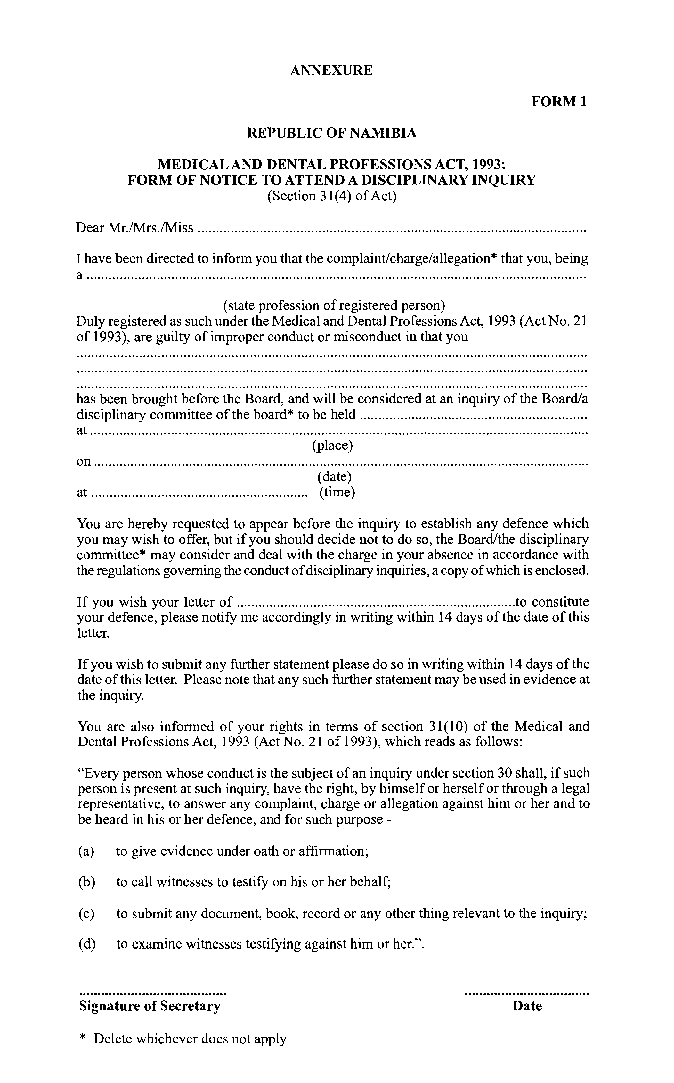 ANNEXURE
FORM 1
REPUBLIC OF NAMIBIA
MEDICAL AND DENTAL PROFESSIONS ACT, 1993:
FORM OF NOTICE TO ATTEND A DISCIPLINARY INQUIRY
(Section 31(4) of Act)
Dear Mr./Mrs./Miss ....................................................
I have been directed to inform you that the complaint/charge/allegation* that you, being
a ....................................................
(state profession of registered person)
Duly registered as such under the Medical and Dental Professions Act, 1993 (Act No. 21
of 1993), are guilty of improper conduct or misconduct in that you
....................................................
....................................................
....................................................
has been brought before the Board, and will be considered at an inquiry of the Board/a
disciplinary committee of the board* to be held ..............................
at ....................................................
(place)
on ....................................................
(date)
at .............................. (time)
You are hereby requested to appear before the inquiry to establish any defence which
you may wish to offer, but if you should decide not to do so, the Board/the disciplinary
committee* may consider and deal with the charge in your absence in accordance with
the regulations governing the conduct of disciplinary inquiries, a copy of which is enclosed.
If you wish your letter of ..............................to constitute
your defence, please notify me accordingly in writing within 14 days of the date of this
letter.
If you wish to submit any further statement please do so in writing within 14 days of the
date of this letter. Please note that any such further statement may be used in evidence at
the inquiry.
You are also informed of your rights in terms of section 31(10) of the Medical and
Dental Professions Act, 1993 (Act No. 21 of 1993), which reads as follows:
“Every person whose conduct is the subject of an inquiry under section 30 shall, if such
person is present at such inquiry, have the right, by himself or herself or through a legal
representative, to answer any complaint, charge or allegation against him or her and to
be heard in his or her defence, and for such purpose -
(a) to give evidence under oath or affirmation;
(b) to call witnesses to testify on his or her behalf;
(c) to submit any document, book, record or any other thing relevant to the inquiry;
(d) to examine witnesses testifying against him or her.”.
.............................. ..............................
Signature of Secretary Date
* Delete whichever does not apply